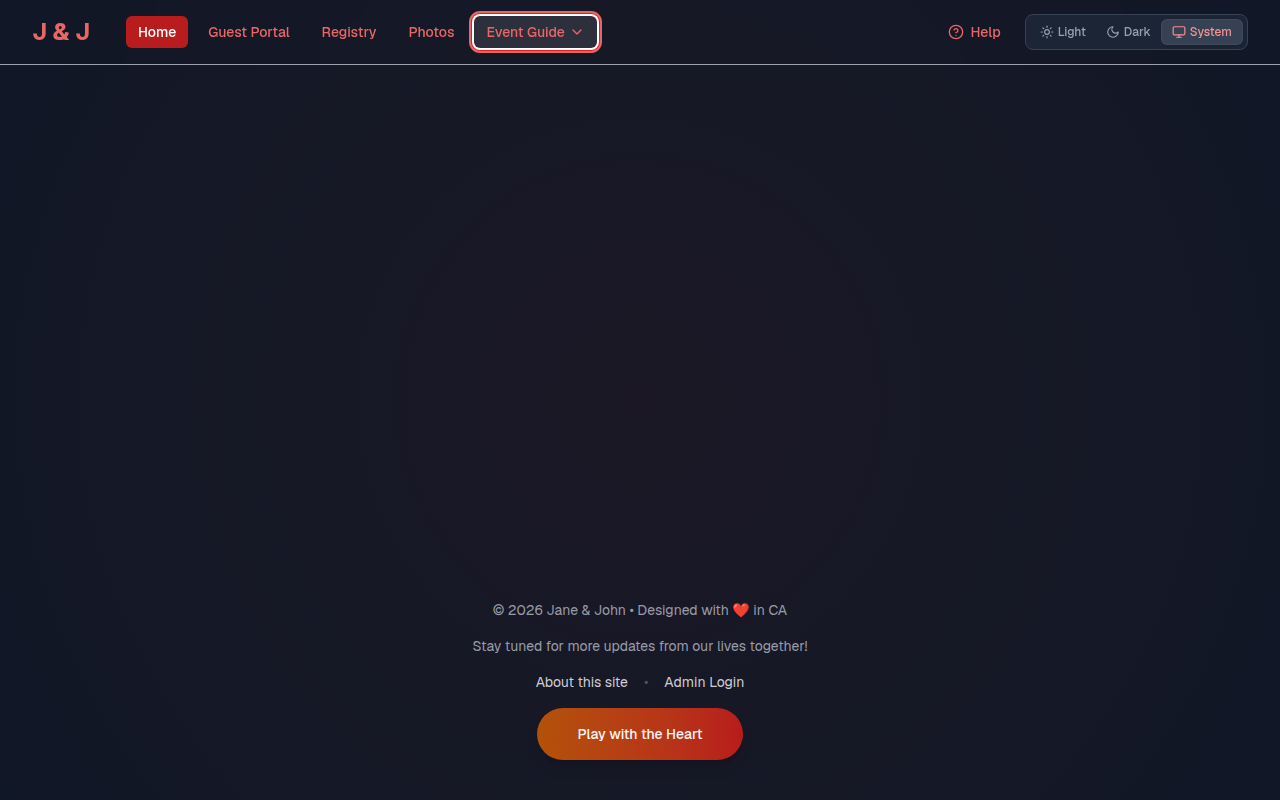 J & J Home Guest Portal Registry Photos Event Guide Help Light Dark System
© 2026 Jane & John • Designed with ❤️ in CA
Stay tuned for more updates from our lives together!
About this site • Admin Login
Play with the Heart